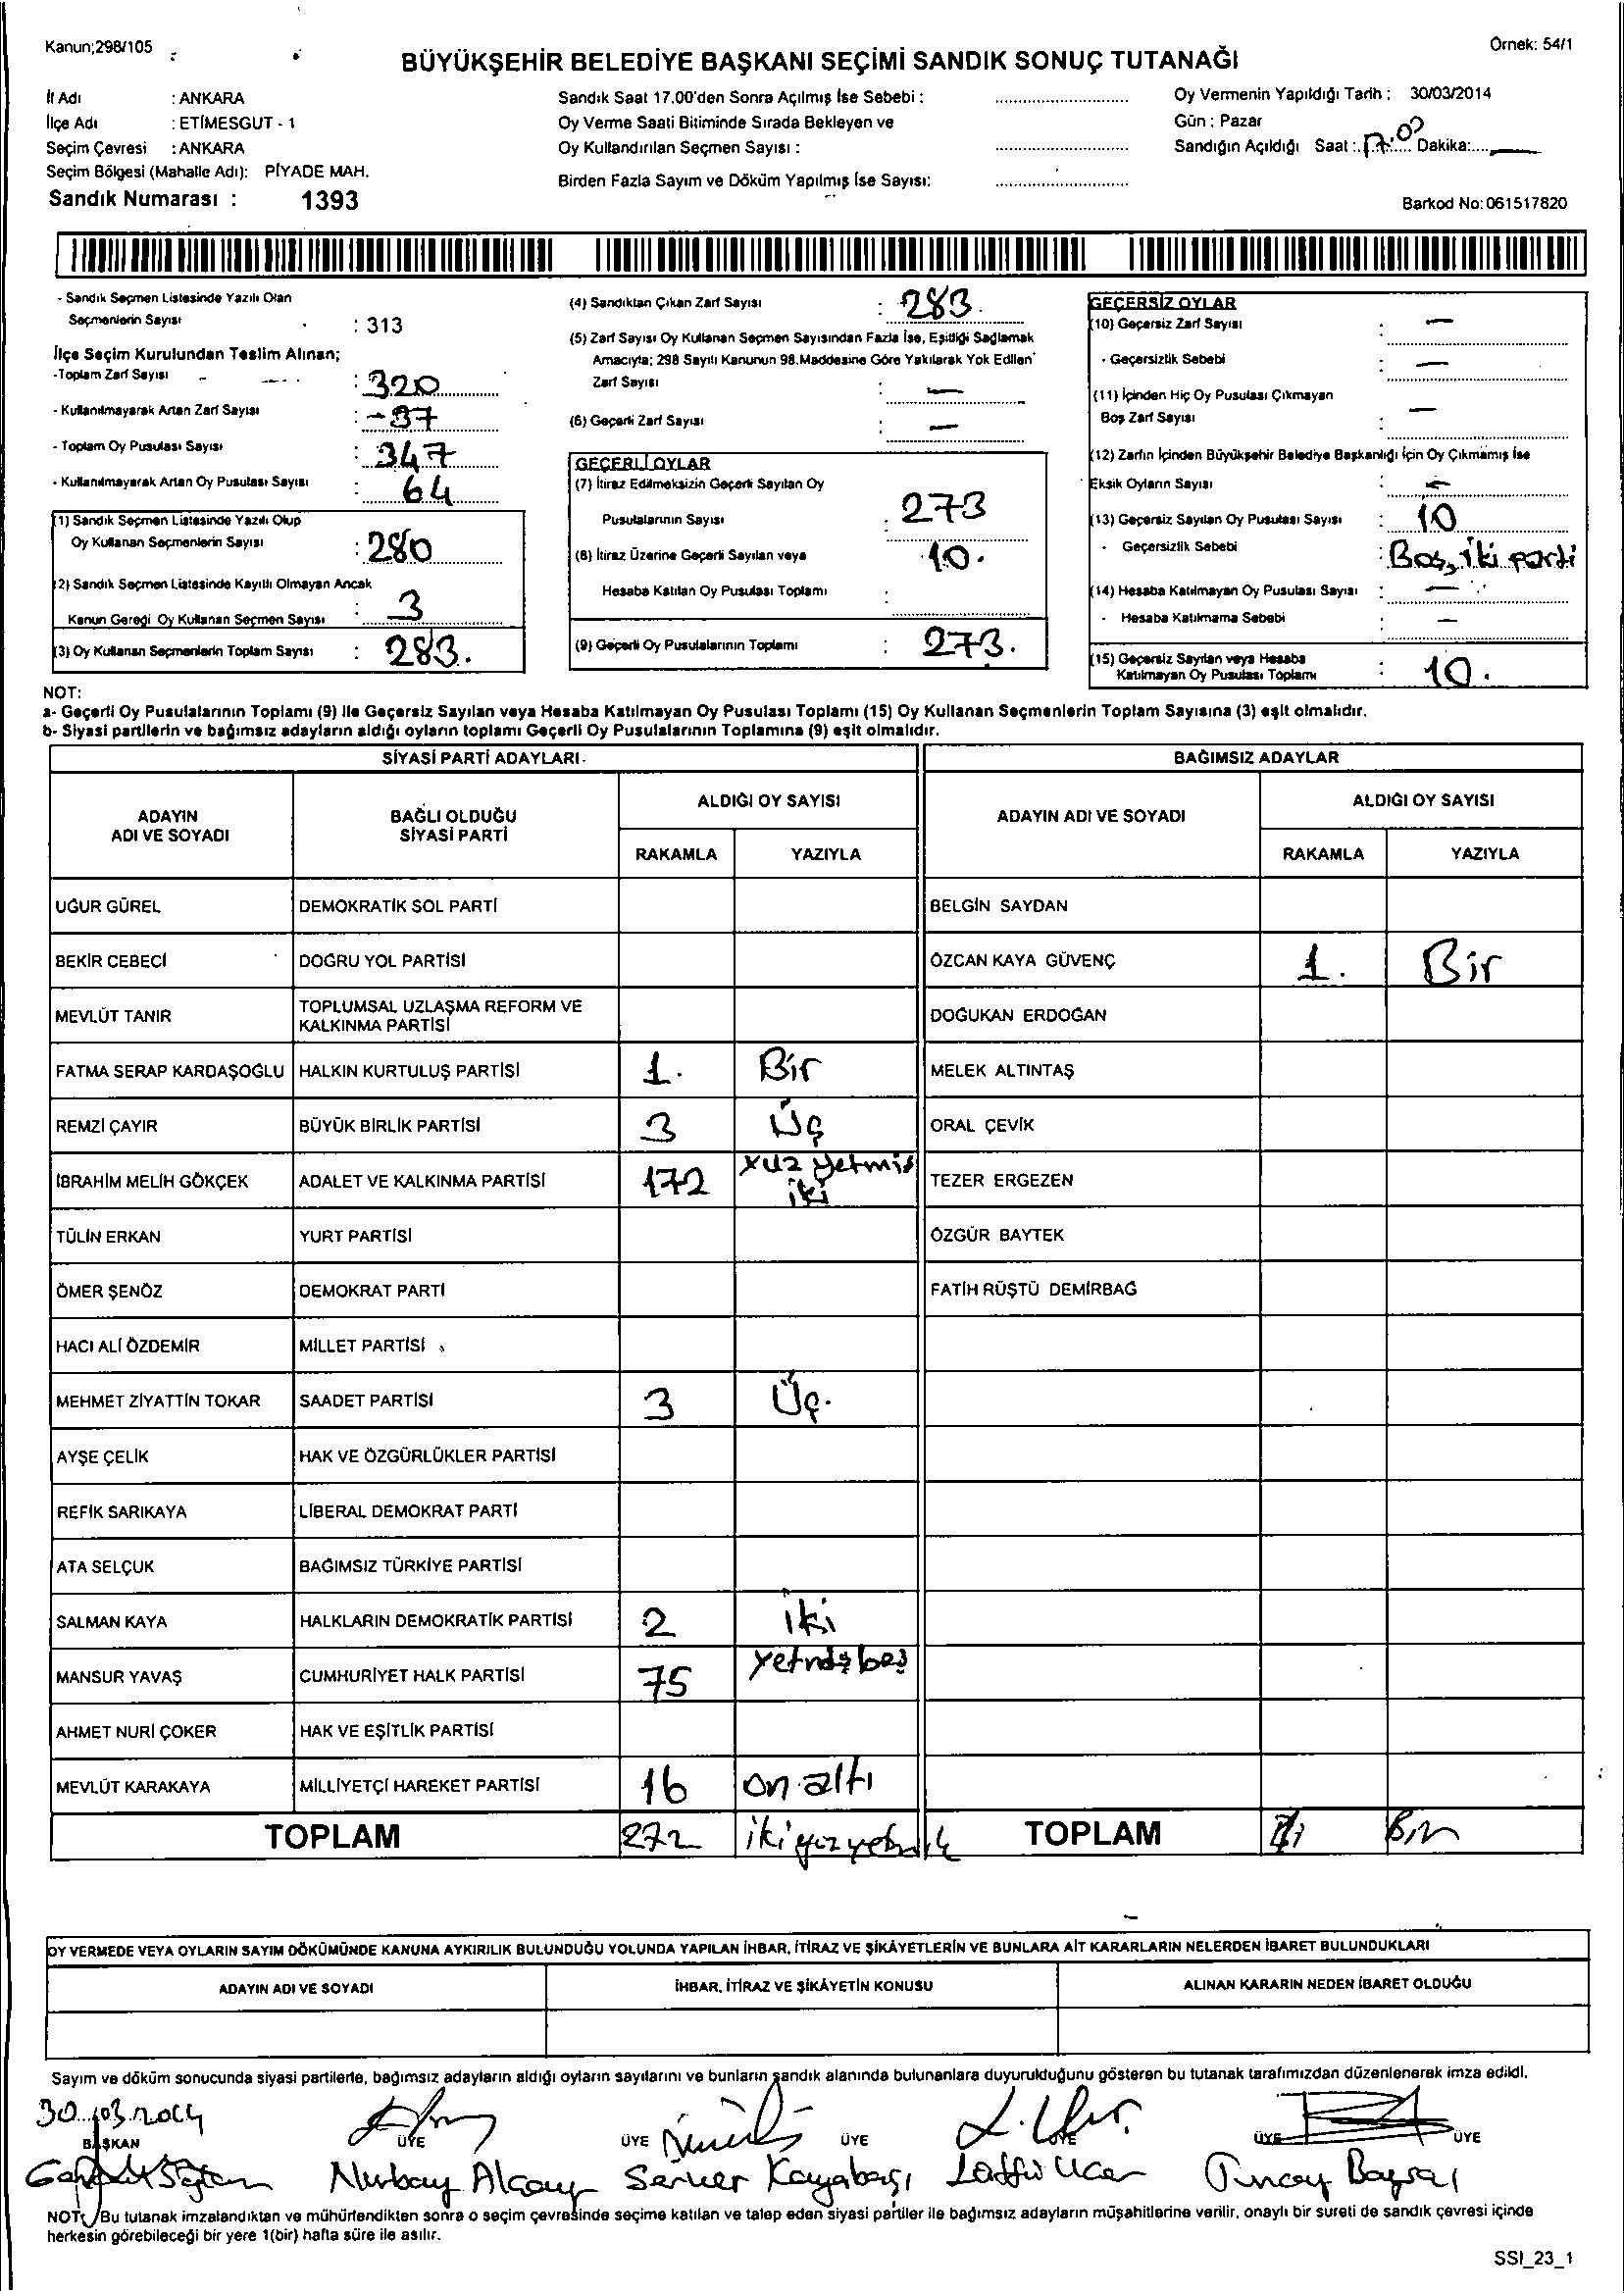 Kanun;298/105
Örnek: 54/1
BÜYÜKŞEHİR BELEDİYE BAŞKANI SEÇİMİ SANDIK SONUÇ TUTANAĞI
İl Adı : ANKARA
İlçe Adı : ETİMESGUT - 1
Seçim Çevresi : ANKARA
Seçim Bölgesi (Mahalle Adı): PİYADE MAH.
Sandık Numarası : 1393
Sandık Saat 17.00'den Sonra Açılmış İse Sebebi :
Oy Verme Saati Bitiminde Sırada Bekleyen ve
Oy Kullandırılan Seçmen Sayısı :
Birden Fazla Sayım ve Döküm Yapılmış İse Sayısı:
Oy Vermenin Yapıldığı Tarih : 30/03/2014
Gün : Pazar
Sandığın Açıldığı Saat : 17:00 Dakika:
Barkod No: 061517820
- Sandık Seçmen Listesinde Yazılı Olan
Seçmenlerin Sayısı : 313
İlçe Seçim Kurulundan Teslim Alınan;
-Toplam Zarf Sayısı : 320
- Kullanılmayarak Artan Zarf Sayısı : -37
- Toplam Oy Pusulası Sayısı : 347
- Kullanılmayarak Artan Oy Pusulası Sayısı : 64
(1) Sandık Seçmen Listesinde Yazılı Olup
Oy Kullanan Seçmenlerin Sayısı : 280
(2) Sandık Seçmen Listesinde Kayıtlı Olmayan Ancak
Kanun Gereği Oy Kullanan Seçmen Sayısı : 3
(3) Oy Kullanan Seçmenlerin Toplam Sayısı : 283.
(4) Sandıktan Çıkan Zarf Sayısı : 283.
(5) Zarf Sayısı Oy Kullanan Seçmen Sayısından Fazla İse, Eşitliği Sağlamak
Amacıyla; 298 Sayılı Kanunun 98.Maddesine Göre Yakılarak Yok Edilen
Zarf Sayısı : —
(6) Geçerli Zarf Sayısı : —
GEÇERLİ OYLAR
(7) İtiraz Edilmeksizin Geçerli Sayılan Oy
Pusulalarının Sayısı : 273
(8) İtiraz Üzerine Geçerli Sayılan veya
Hesaba Katılan Oy Pusulası Toplamı : 10.
(9) Geçerli Oy Pusulalarının Toplamı : 273.
GEÇERSİZ OYLAR
(10) Geçersiz Zarf Sayısı : —
- Geçersizlik Sebebi : —
(11) İçinden Hiç Oy Pusulası Çıkmayan
Boş Zarf Sayısı : —
(12) Zarfın İçinden Büyükşehir Belediye Başkanlığı İçin Oy Çıkmamış İse
Eksik Oyların Sayısı : —
(13) Geçersiz Sayılan Oy Pusulası Sayısı : 10
- Geçersizlik Sebebi : Boş, iki parti
(14) Hesaba Katılmayan Oy Pusulası Sayısı : —
- Hesaba Katılmama Sebebi : —
(15) Geçersiz Sayılan veya Hesaba
Katılmayan Oy Pusulası Toplamı : 10.
NOT:
a- Geçerli Oy Pusulalarının Toplamı (9) ile Geçersiz Sayılan veya Hesaba Katılmayan Oy Pusulası Toplamı (15) Oy Kullanan Seçmenlerin Toplam Sayısına (3) eşit olmalıdır.
b- Siyasi partilerin ve bağımsız adayların aldığı oyların toplamı Geçerli Oy Pusulalarının Toplamına (9) eşit olmalıdır.
SİYASİ PARTİ ADAYLARI
BAĞIMSIZ ADAYLAR
ADAYIN ADI VE SOYADI
BAĞLI OLDUĞU SİYASİ PARTİ
ALDIĞI OY SAYISI
RAKAMLA YAZIYLA
ADAYIN ADI VE SOYADI
ALDIĞI OY SAYISI
RAKAMLA YAZIYLA
UĞUR GÜREL DEMOKRATİK SOL PARTİ BELGİN SAYDAN
BEKİR CEBECİ DOĞRU YOL PARTİSİ ÖZCAN KAYA GÜVENÇ 1. Bir
MEVLÜT TANIR TOPLUMSAL UZLAŞMA REFORM VE KALKINMA PARTİSİ DOĞUKAN ERDOĞAN
FATMA SERAP KARDAŞOĞLU HALKIN KURTULUŞ PARTİSİ 1. Bir MELEK ALTINTAŞ
REMZİ ÇAYIR BÜYÜK BİRLİK PARTİSİ 3 Üç ORAL ÇEVİK
İBRAHİM MELİH GÖKÇEK ADALET VE KALKINMA PARTİSİ 172 yüz yetmiş iki TEZER ERGEZEN
TÜLİN ERKAN YURT PARTİSİ ÖZGÜR BAYTEK
ÖMER ŞENÖZ DEMOKRAT PARTİ FATİH RÜŞTÜ DEMİRBAĞ
HACI ALİ ÖZDEMİR MİLLET PARTİSİ
MEHMET ZİYATTİN TOKAR SAADET PARTİSİ 3 Üç.
AYŞE ÇELİK HAK VE ÖZGÜRLÜKLER PARTİSİ
REFİK SARIKAYA LİBERAL DEMOKRAT PARTİ
ATA SELÇUK BAĞIMSIZ TÜRKİYE PARTİSİ
SALMAN KAYA HALKLARIN DEMOKRATİK PARTİSİ 2 iki
MANSUR YAVAŞ CUMHURİYET HALK PARTİSİ 75 yetmiş beş
AHMET NURİ ÇOKER HAK VE EŞİTLİK PARTİSİ
MEVLÜT KARAKAYA MİLLİYETÇİ HAREKET PARTİSİ 16 on altı
TOPLAM 272 TOPLAM Bir
OY VERMEDE VEYA OYLARIN SAYIM DÖKÜMÜNDE KANUNA AYKIRILIK BULUNDUĞU YOLUNDA YAPILAN İHBAR, İTİRAZ VE ŞİKÂYETLERİN VE BUNLARA AİT KARARLARIN NELERDEN İBARET BULUNDUKLARI
ADAYIN ADI VE SOYADI İHBAR, İTİRAZ VE ŞİKÂYETİN KONUSU ALINAN KARARIN NEDEN İBARET OLDUĞU
Sayım ve döküm sonucunda siyasi partilerle, bağımsız adayların aldığı oyların sayılarını ve bunların sandık alanında bulunanlara duyurulduğunu gösteren bu tutanak tarafımızdan düzenlenerek imza edildi.
30.03.2014
BAŞKAN ÜYE ÜYE ÜYE ÜYE ÜYE ÜYE
Nurbay Alçay Server Kayabaşı Lütfü Ucar Tuncay Baysal
NOT: Bu tutanak imzalandıktan ve mühürlendikten sonra o seçim çevresinde seçime katılan ve talep eden siyasi partiler ile bağımsız adayların müşahitlerine verilir, onaylı bir sureti de sandık çevresi içinde
herkesin görebileceği bir yere 1(bir) hafta süre ile asılır.
SSI_23_1